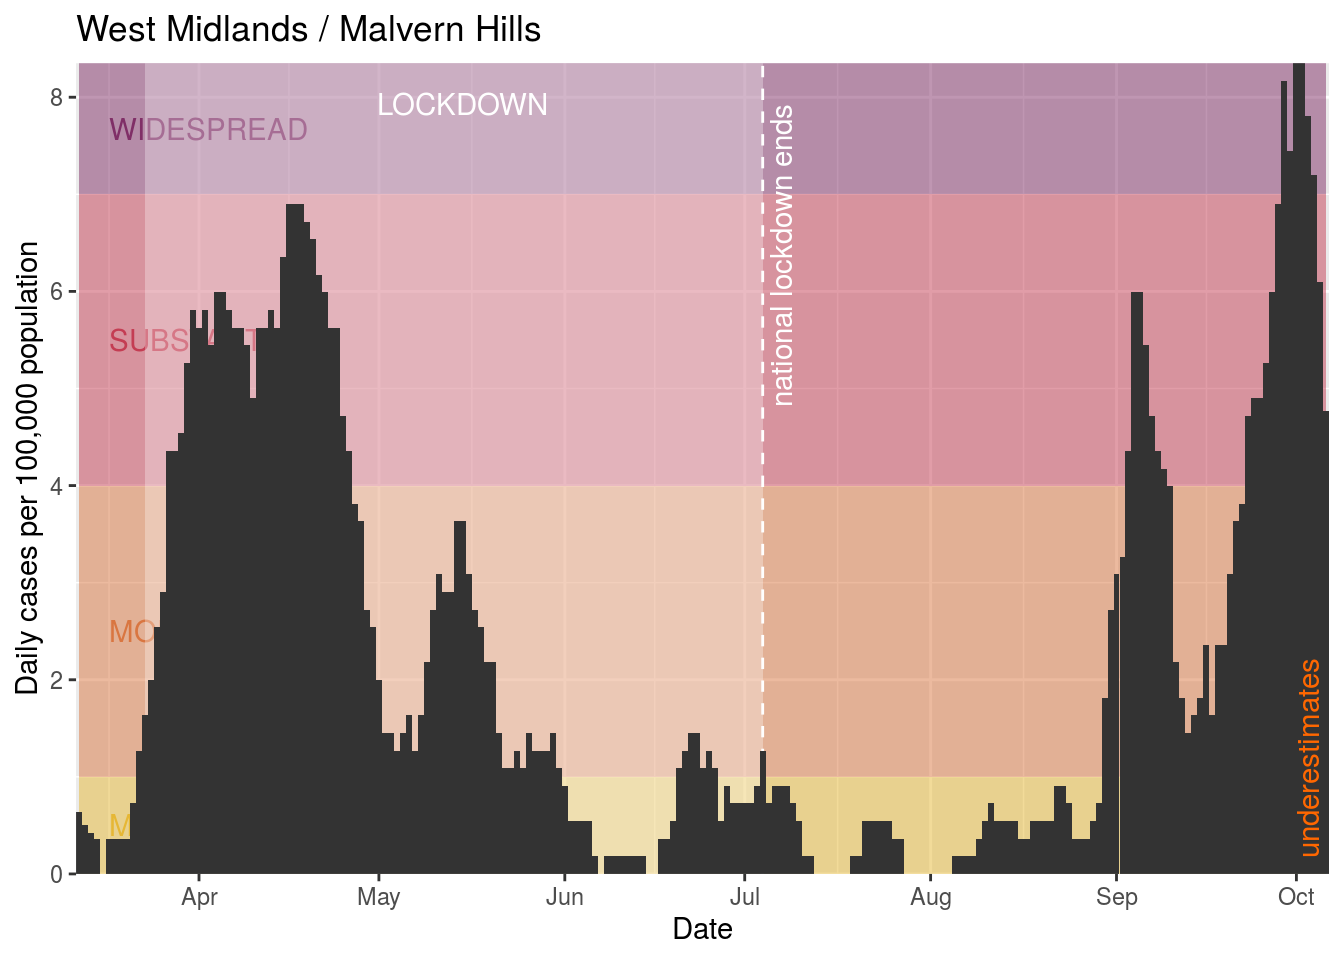 West Midlands / Malvern Hills
Daily cases per 100,000 population
8
6
4
2
0
WIDESPREAD
LOCKDOWN
national lockdown ends
underestimates
Apr
May
Jun
Jul
Aug
Sep
Oct
Date